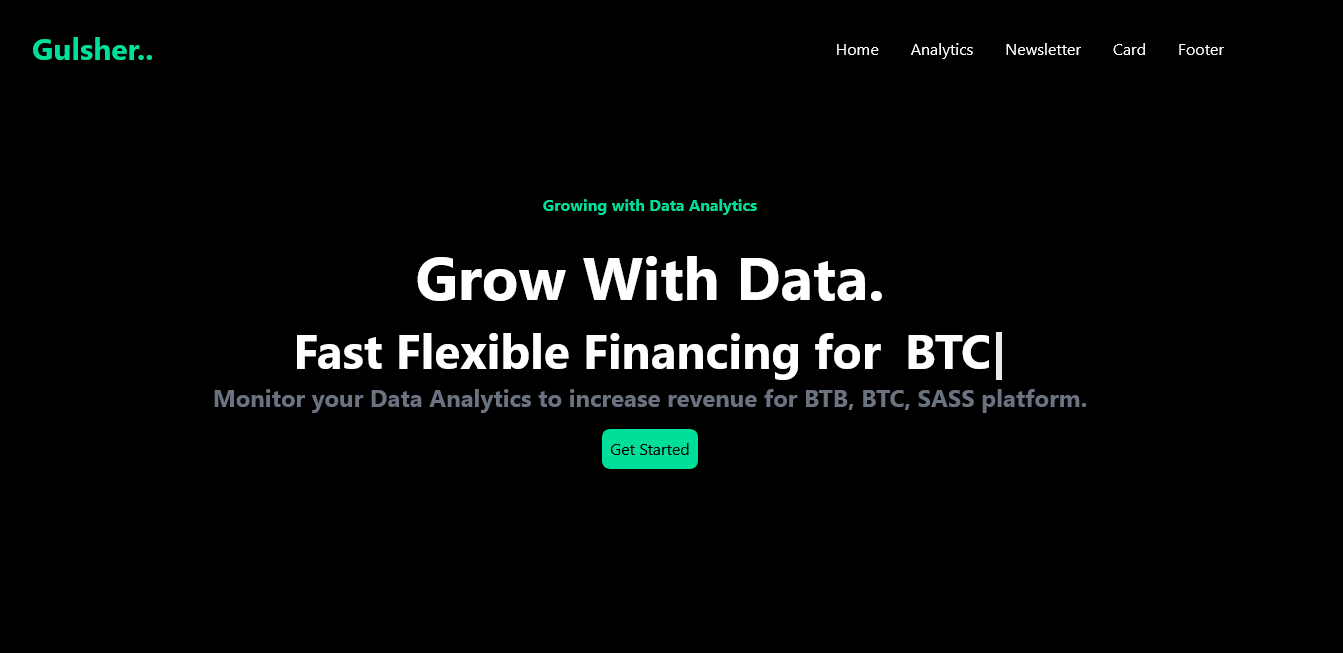 Gulsher..
Home Analytics Newsletter Card Footer
Growing with Data Analytics
Grow With Data.
Fast Flexible Financing for BTC|
Monitor your Data Analytics to increase revenue for BTB, BTC, SASS platform.
Get Started